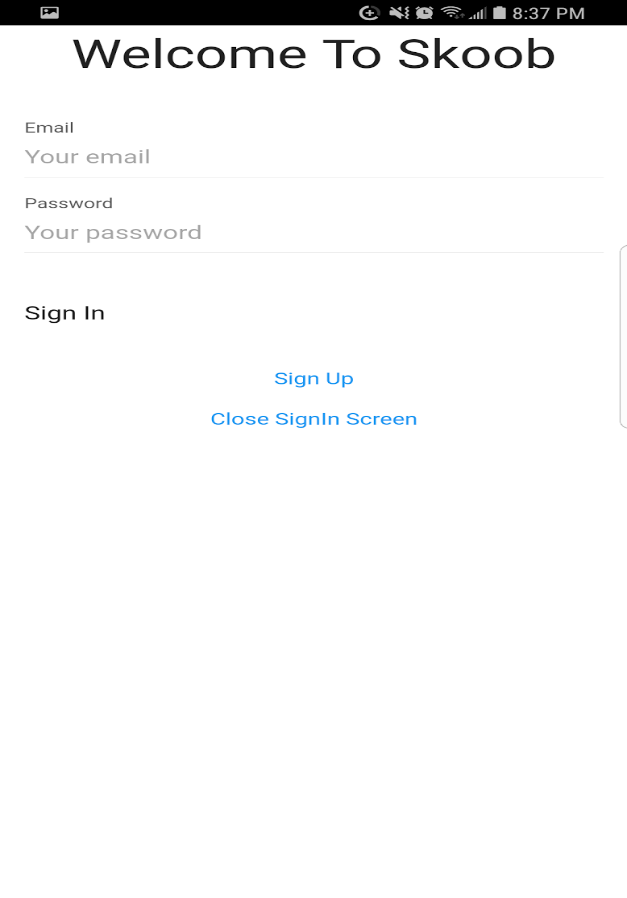 8:37 PM
Welcome To Skoob
Email
Your email
Password
Your password
Sign In
Sign Up
Close SignIn Screen